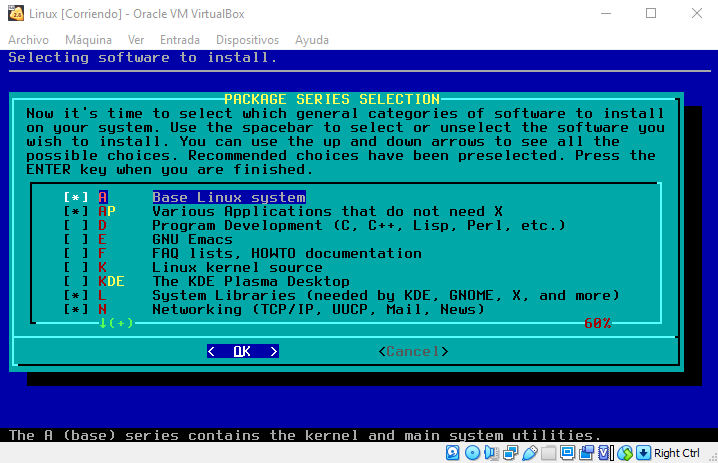 Linux [Corriendo] - Oracle VM VirtualBox
Archivo Máquina Ver Entrada Dispositivos Ayuda
Selecting software to install.
PACKAGE SERIES SELECTION
Now it's time to select which general categories of software to install
on your system. Use the spacebar to select or unselect the software you
wish to install. You can use the up and down arrows to see all the
possible choices. Recommended choices have been preselected. Press the
ENTER key when you are finished.
[*] A Base Linux system
[*] AP Various Applications that do not need X
[ ] D Program Development (C, C++, Lisp, Perl, etc.)
[ ] E GNU Emacs
[ ] F FAQ lists, HOWTO documentation
[ ] K Linux kernel source
[ ] KDE The KDE Plasma Desktop
[*] L System Libraries (needed by KDE, GNOME, X, and more)
[*] N Networking (TCP/IP, UUCP, Mail, News)
↓(+) 60%
< OK > <Cancel>
The A (base) series contains the kernel and main system utilities.
Right Ctrl